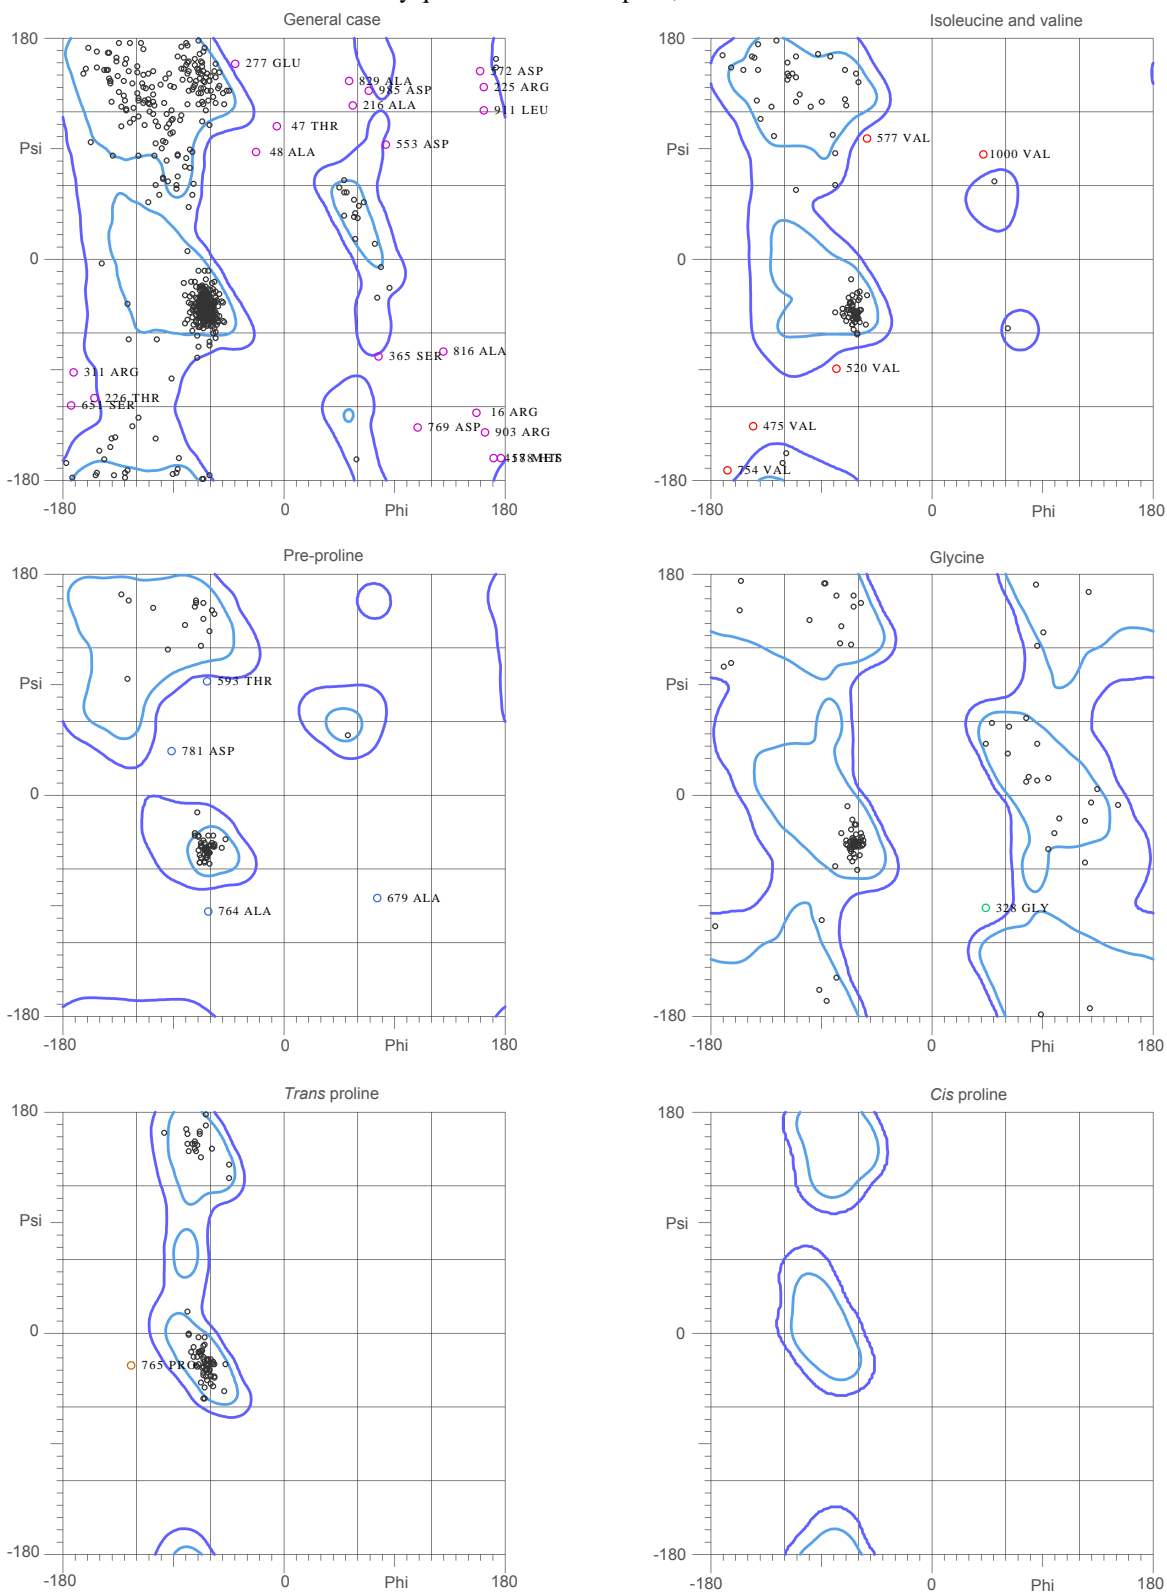 General case
180
277 GLU
829 ALA
985 ASP
216 ALA
572 ASP
225 ARG
911 LEU
47 THR
48 ALA
553 ASP
Psi
0
365 SER
816 ALA
311 ARG
226 THR
651 SER
16 ARG
769 ASP
903 ARG
-180
-180
0
Phi
180
Isoleucine and valine
180
577 VAL
1000 VAL
Psi
0
520 VAL
475 VAL
754 VAL
-180
-180
0
Phi
180
Pre-proline
180
Psi
593 THR
781 ASP
0
764 ALA
679 ALA
-180
-180
0
Phi
180
Glycine
180
Psi
0
328 GLY
-180
-180
0
Phi
180
Trans proline
180
Psi
0
765 PRO
-180
-180
0
Phi
180
Cis proline
180
Psi
0
-180
-180
0
Phi
180